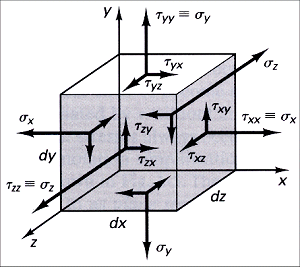 y
τyy ≡ σy
τyx
τyz
σz
σx
τxy
τxx ≡ σx
τzy
τxz
dy
τzx
τzz ≡ σz
x
dz
z
dx
σy